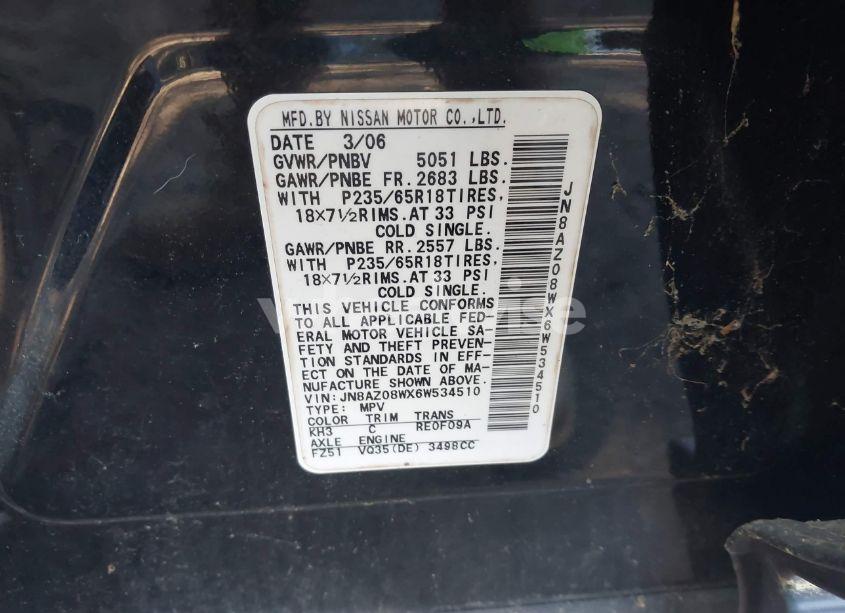 MFD.BY NISSAN MOTOR CO.,LTD.
DATE 3/06
GVWR/PNBV 5051 LBS.
GAWR/PNBE FR. 2683 LBS.
WITH P235/65R18TIRES,
18×7½RIMS.AT 33 PSI
COLD SINGLE.
GAWR/PNBE RR. 2557 LBS.
WITH P235/65R18TIRES,
18×7½RIMS.AT 33 PSI
COLD SINGLE.
THIS VEHICLE CONFORMS
TO ALL APPLICABLE FED-
ERAL MOTOR VEHICLE SA-
FETY AND THEFT PREVEN-
TION STANDARDS IN EFF-
ECT ON THE DATE OF MA-
NUFACTURE SHOWN ABOVE.
VIN: JN8AZ08WX6W534510
TYPE: MPV
COLOR TRIM TRANS
KH3 C RE0F09A
AXLE ENGINE
FZ51 VQ35(DE) 3498CC
JN8AZ08WX6W534510